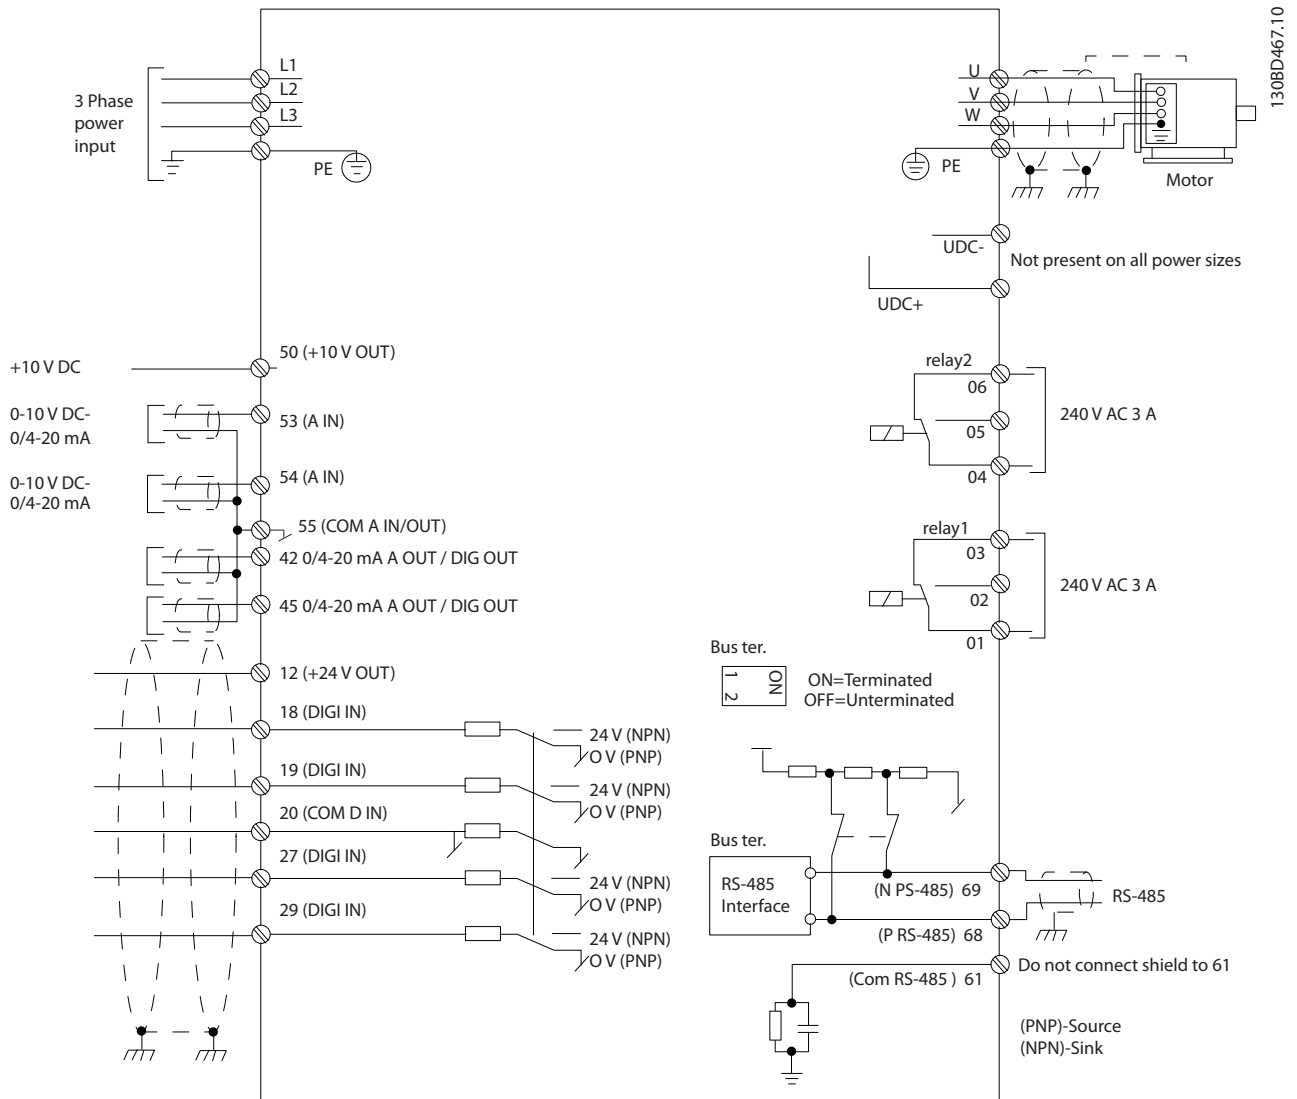 130BD467.10
L1
L2
L3
3 Phase
power
input
PE
U
V
W
PE
Motor
UDC-
Not present on all power sizes
UDC+
+10 V DC
50 (+10 V OUT)
0-10 V DC-
0/4-20 mA
53 (A IN)
0-10 V DC-
0/4-20 mA
54 (A IN)
55 (COM A IN/OUT)
42 0/4-20 mA A OUT / DIG OUT
45 0/4-20 mA A OUT / DIG OUT
12 (+24 V OUT)
18 (DIGI IN)
24 V (NPN)
O V (PNP)
19 (DIGI IN)
24 V (NPN)
O V (PNP)
20 (COM D IN)
27 (DIGI IN)
24 V (NPN)
O V (PNP)
29 (DIGI IN)
24 V (NPN)
O V (PNP)
relay2
06
05
04
240 V AC 3 A
relay1
03
02
01
240 V AC 3 A
Bus ter.
1
2
ON
ON=Terminated
OFF=Unterminated
Bus ter.
RS-485
Interface
(N PS-485) 69
RS-485
(P RS-485) 68
(Com RS-485 ) 61
Do not connect shield to 61
(PNP)-Source
(NPN)-Sink